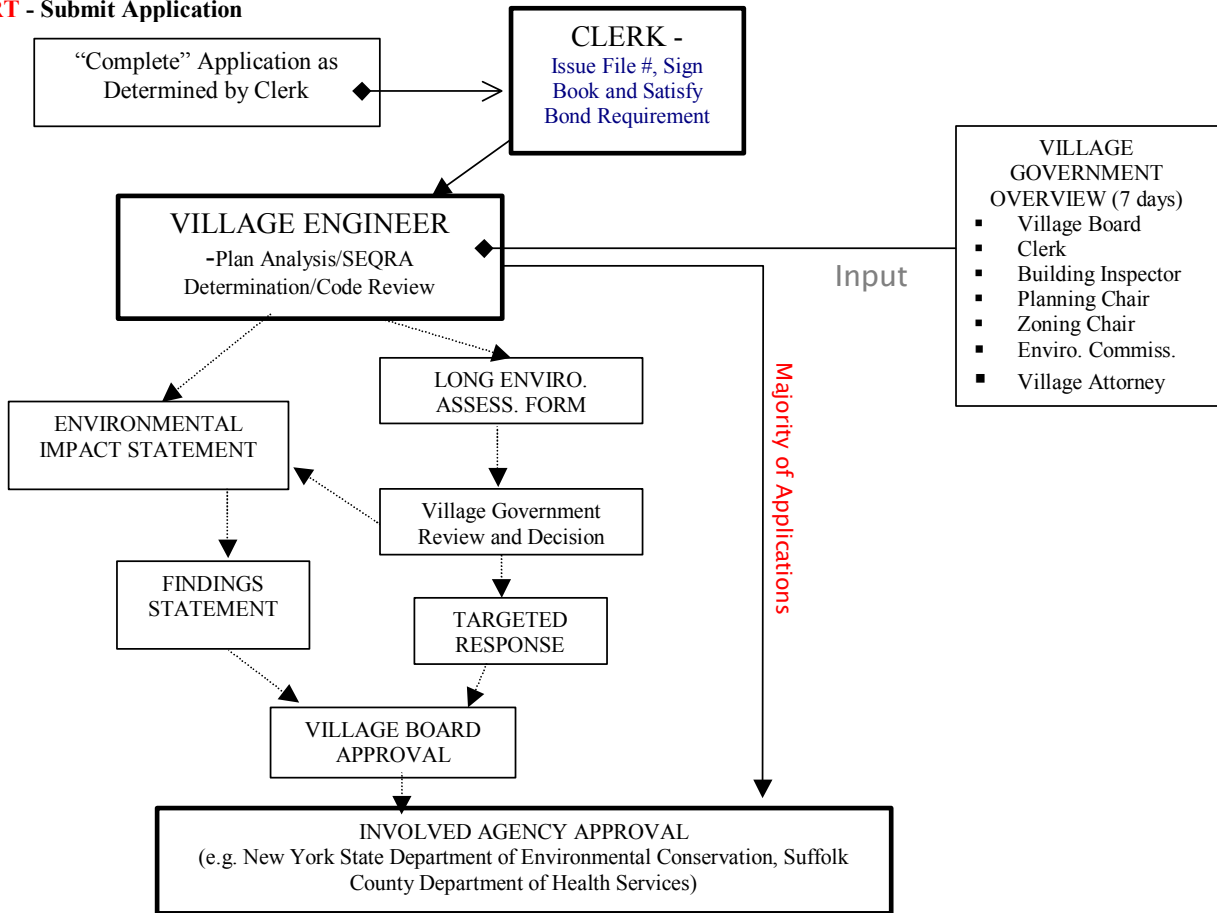 RT - Submit Application
“Complete” Application as
Determined by Clerk
CLERK -
Issue File #, Sign
Book and Satisfy
Bond Requirement
VILLAGE
GOVERNMENT
OVERVIEW (7 days)
▪ Village Board
▪ Clerk
▪ Building Inspector
▪ Planning Chair
▪ Zoning Chair
▪ Enviro. Commiss.
▪ Village Attorney
VILLAGE ENGINEER
-Plan Analysis/SEQRA
Determination/Code Review
Input
Majority of Applications
LONG ENVIRO.
ASSESS. FORM
ENVIRONMENTAL
IMPACT STATEMENT
Village Government
Review and Decision
FINDINGS
STATEMENT
TARGETED
RESPONSE
VILLAGE BOARD
APPROVAL
INVOLVED AGENCY APPROVAL
(e.g. New York State Department of Environmental Conservation, Suffolk
County Department of Health Services)